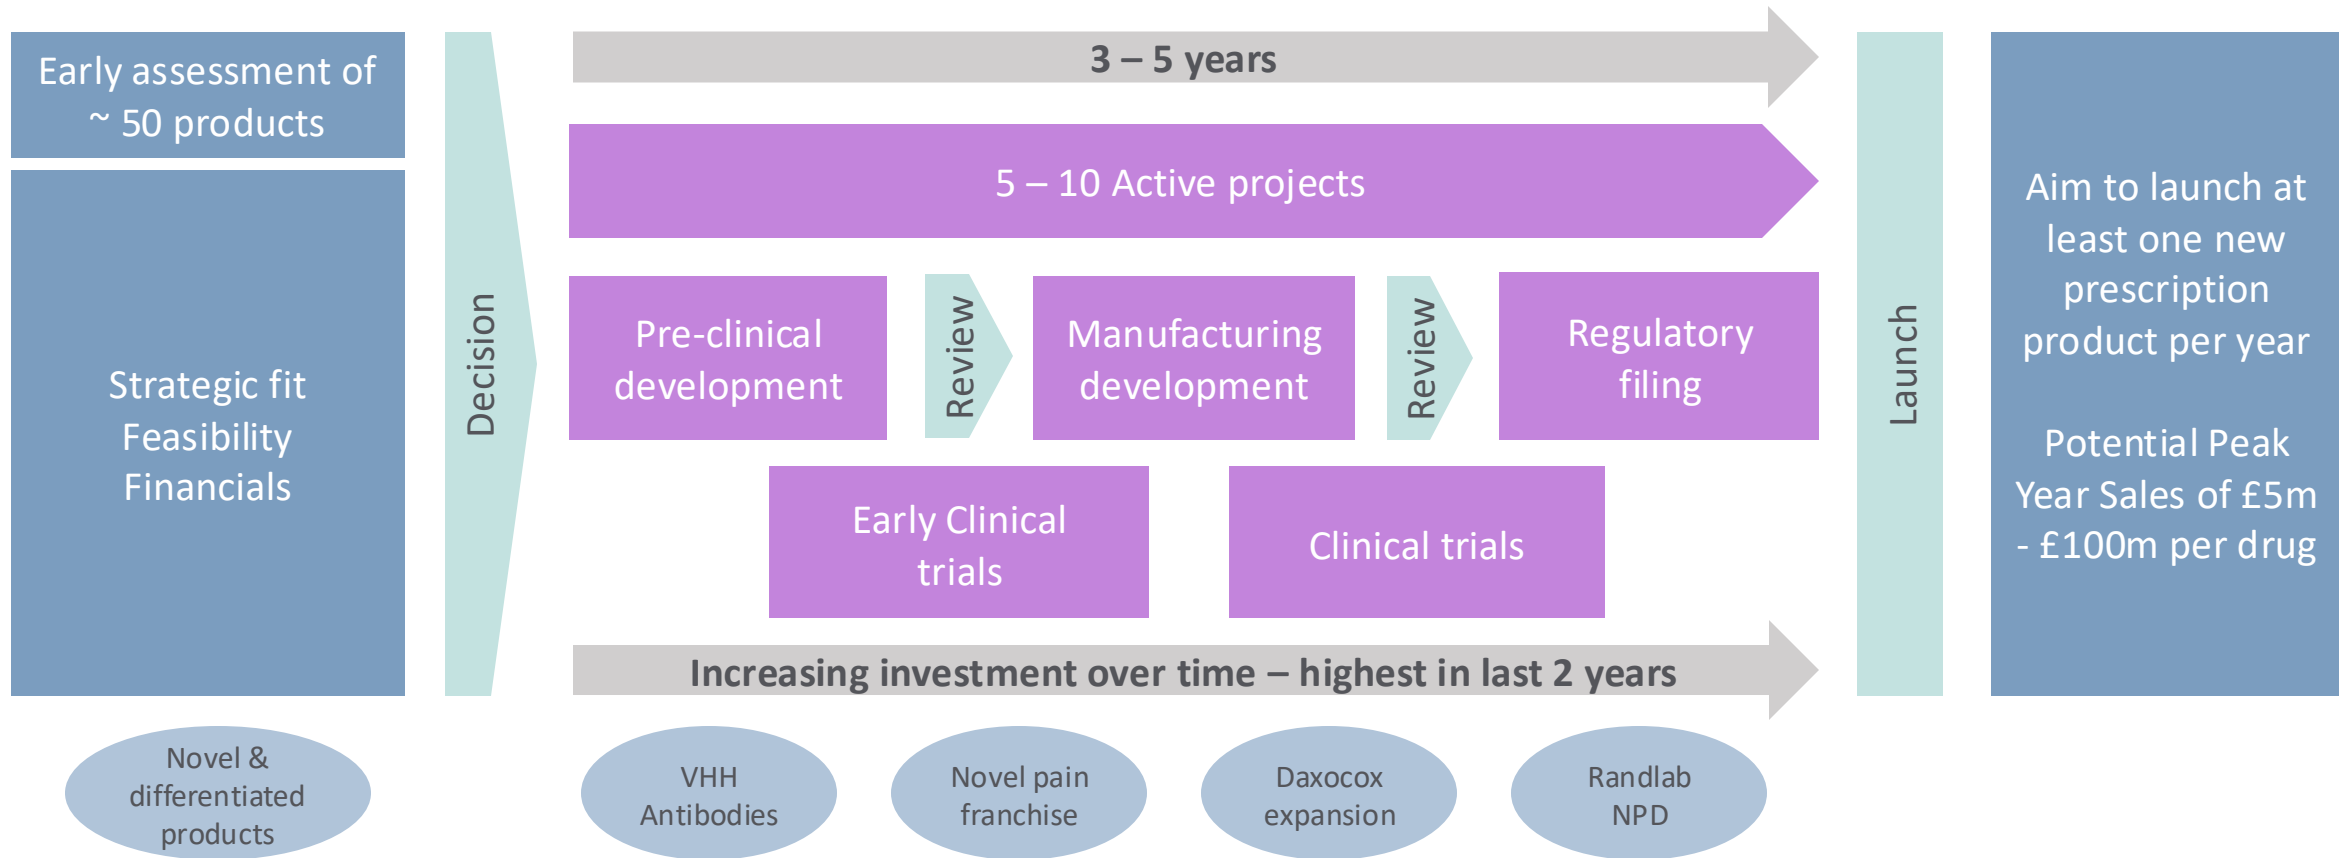 Early assessment of
~ 50 products
Strategic fit
Feasibility
Financials
Decision
3 – 5 years
5 – 10 Active projects
Pre-clinical
development
Review
Manufacturing
development
Review
Regulatory
filing
Early Clinical
trials
Clinical trials
Increasing investment over time – highest in last 2 years
Launch
Aim to launch at
least one new
prescription
product per year
Potential Peak
Year Sales of £5m
- £100m per drug
Novel &
differentiated
products
VHH
Antibodies
Novel pain
franchise
Daxocox
expansion
Randlab
NPD